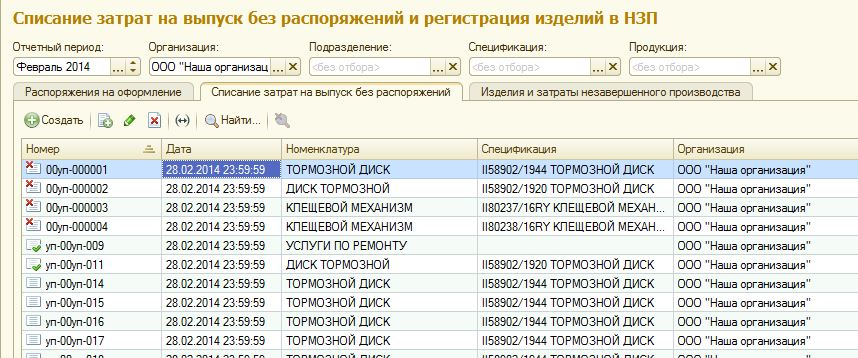 Списание затрат на выпуск без распоряжений и регистрация изделий в НЗП
Отчетный период: Организация: Подразделение: Спецификация: Продукция:
Февраль 2014 ... ООО "Наша организац ... <без отбора> ... <без отбора> ... <без отбора> ...
Распоряжения на оформление Списание затрат на выпуск без распоряжений Изделия и затраты незавершенного производства
Создать Найти...
Номер Дата Номенклатура Спецификация Организация
00уп-000001 28.02.2014 23:59:59 ТОРМОЗНОЙ ДИСК II58902/1944 ТОРМОЗНОЙ ДИСК ООО "Наша организация"
00уп-000002 28.02.2014 23:59:59 ДИСК ТОРМОЗНОЙ II58902/1920 ТОРМОЗНОЙ ДИСК ООО "Наша организация"
00уп-000003 28.02.2014 23:59:59 КЛЕЩЕВОЙ МЕХАНИЗМ II80237/16RY КЛЕЩЕВОЙ МЕХАН... ООО "Наша организация"
00уп-000004 28.02.2014 23:59:59 КЛЕЩЕВОЙ МЕХАНИЗМ II80238/16RY КЛЕЩЕВОЙ МЕХАН... ООО "Наша организация"
уп-00уп-009 28.02.2014 23:59:59 УСЛУГИ ПО РЕМОНТУ ООО "Наша организация"
уп-00уп-011 28.02.2014 23:59:59 ДИСК ТОРМОЗНОЙ II58902/1920 ТОРМОЗНОЙ ДИСК ООО "Наша организация"
уп-00уп-014 28.02.2014 23:59:59 ТОРМОЗНОЙ ДИСК II58902/1944 ТОРМОЗНОЙ ДИСК ООО "Наша организация"
уп-00уп-015 28.02.2014 23:59:59 ТОРМОЗНОЙ ДИСК II58902/1944 ТОРМОЗНОЙ ДИСК ООО "Наша организация"
уп-00уп-016 28.02.2014 23:59:59 ТОРМОЗНОЙ ДИСК II58902/1944 ТОРМОЗНОЙ ДИСК ООО "Наша организация"
уп-00уп-017 28.02.2014 23:59:59 ТОРМОЗНОЙ ДИСК II58902/1944 ТОРМОЗНОЙ ДИСК ООО "Наша организация"